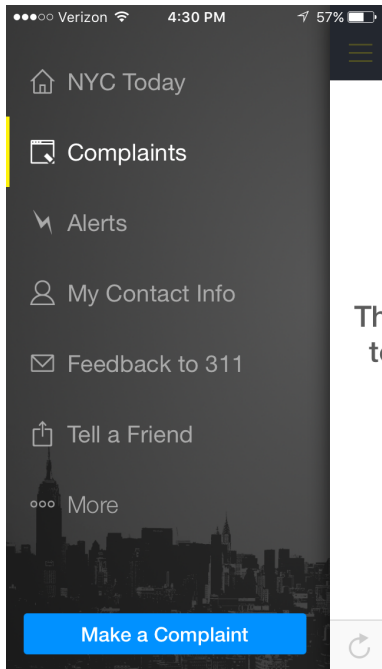 Verizon 4:30 PM 57%
NYC Today
Complaints
Alerts
My Contact Info
Feedback to 311
Tell a Friend
More
Make a Complaint